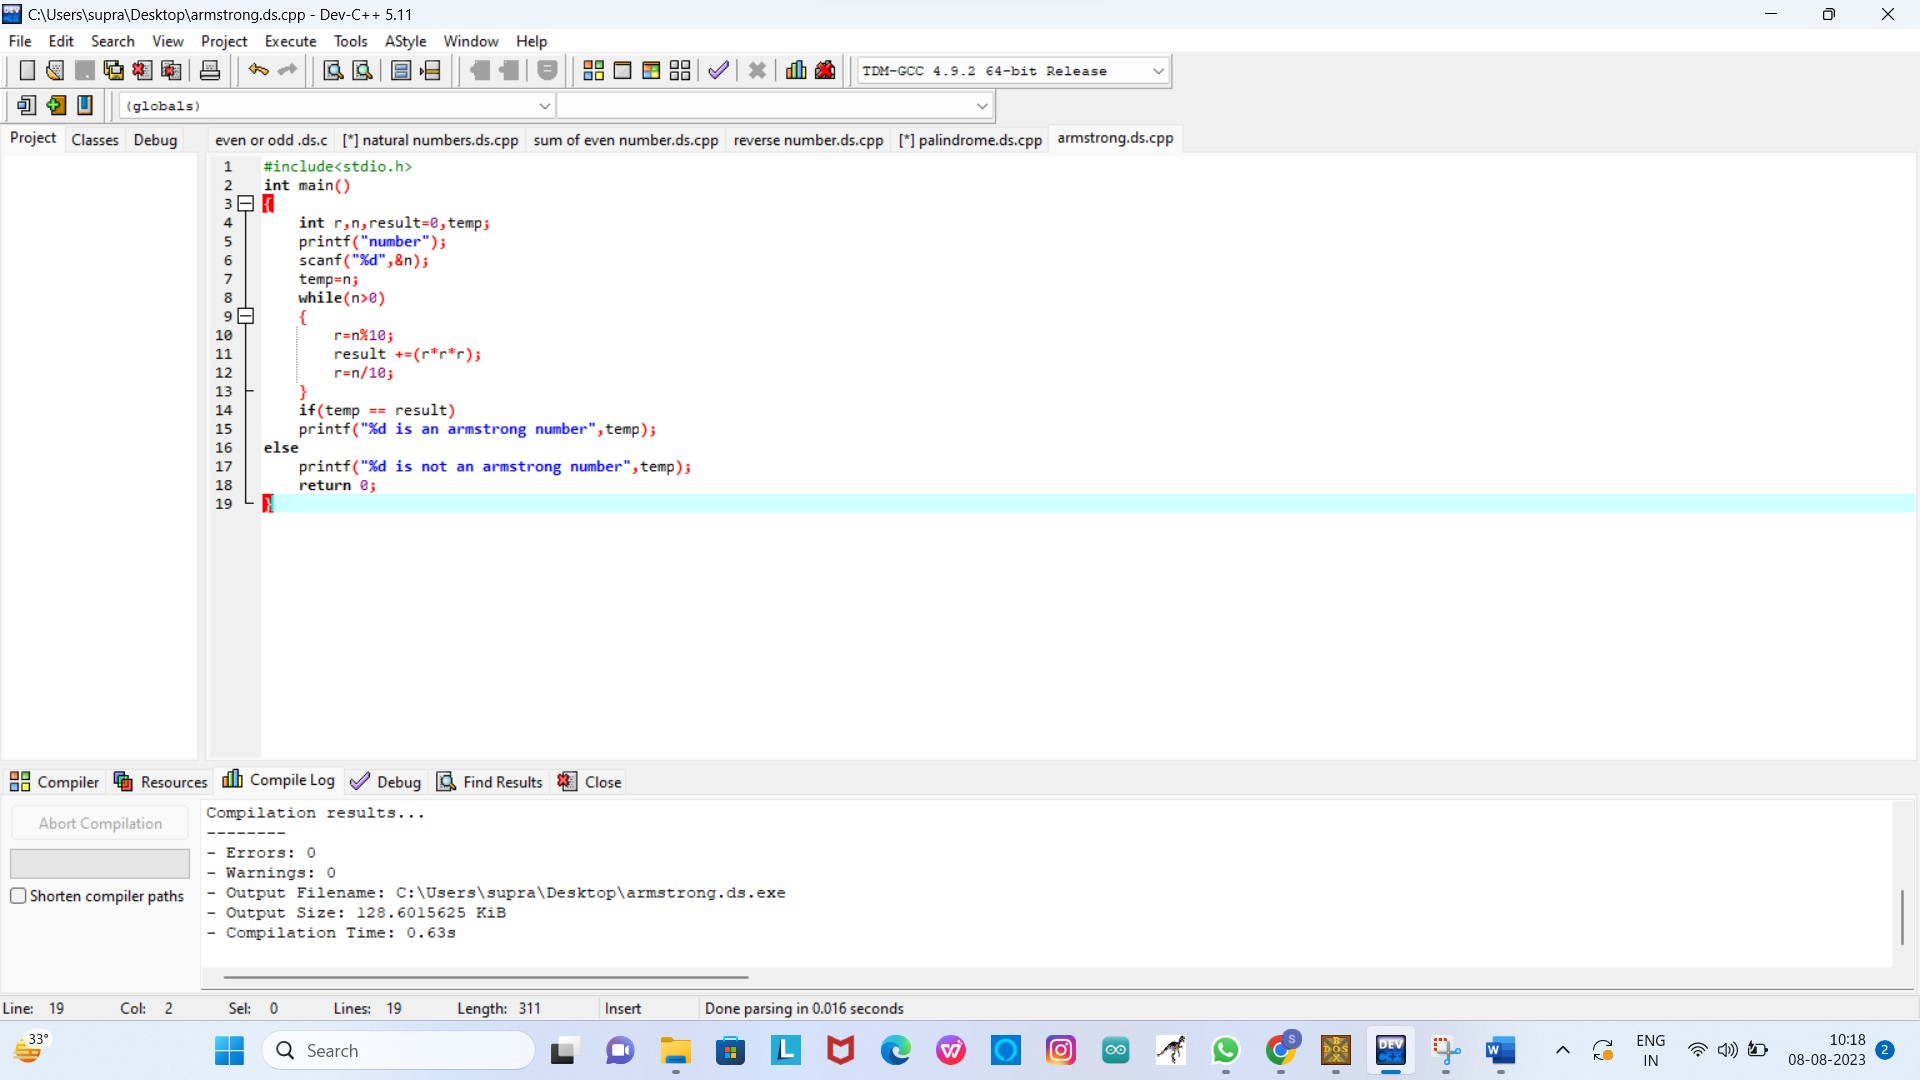 C:\Users\supra\Desktop\armstrong.ds.cpp - Dev-C++ 5.11
File Edit Search View Project Execute Tools AStyle Window Help
TDM-GCC 4.9.2 64-bit Release
(globals)
Project Classes Debug even or odd .ds.c [*] natural numbers.ds.cpp sum of even number.ds.cpp reverse number.ds.cpp [*] palindrome.ds.cpp armstrong.ds.cpp
1 #include<stdio.h>
2 int main()
3 {
4 int r,n,result=0,temp;
5 printf("number");
6 scanf("%d",&n);
7 temp=n;
8 while(n>0)
9 {
10 r=n%10;
11 result +=(r*r*r);
12 r=n/10;
13 }
14 if(temp == result)
15 printf("%d is an armstrong number",temp);
16 else
17 printf("%d is not an armstrong number",temp);
18 return 0;
19 }
Compiler Resources Compile Log Debug Find Results Close
Abort Compilation
Shorten compiler paths
Compilation results...
--------
- Errors: 0
- Warnings: 0
- Output Filename: C:\Users\supra\Desktop\armstrong.ds.exe
- Output Size: 128.6015625 KiB
- Compilation Time: 0.63s
Line: 19 Col: 2 Sel: 0 Lines: 19 Length: 311 Insert Done parsing in 0.016 seconds
33°
Search
L
S
DEV
W
ENG
IN
10:18
08-08-2023
2